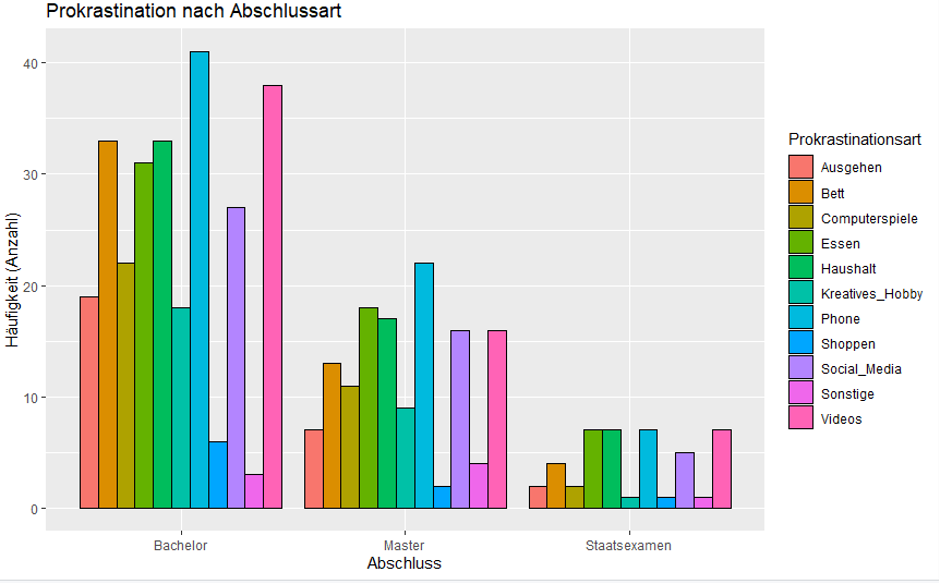 Prokrastination nach Abschlussart
Häufigkeit (Anzahl)
40
30
20
10
0
Bachelor
Master
Staatsexamen
Abschluss
Prokrastinationsart
Ausgehen
Bett
Computerspiele
Essen
Haushalt
Kreatives_Hobby
Phone
Shoppen
Social_Media
Sonstige
Videos